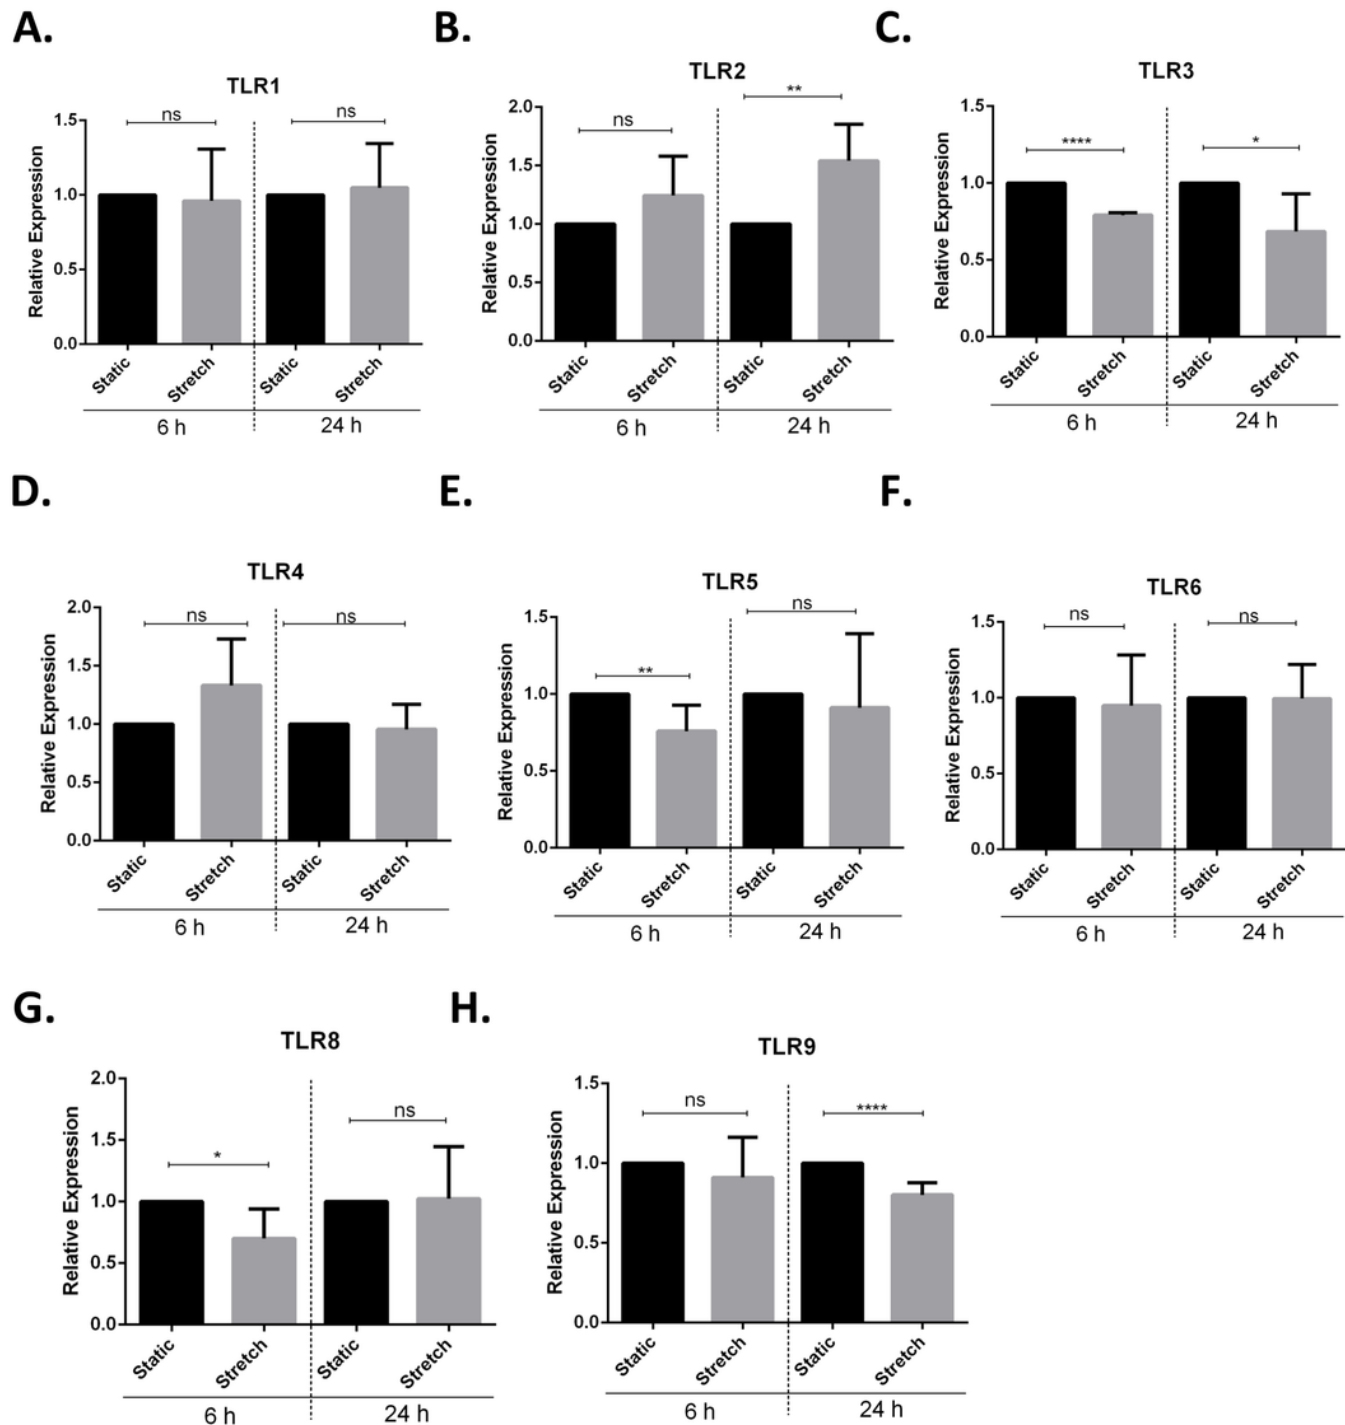 A.
TLR1
ns
ns
Relative Expression
1.5
1.0
0.5
0.0
Static
Stretch
Static
Stretch
6 h
24 h
B.
TLR2
ns
**
Relative Expression
2.0
1.5
1.0
0.5
0.0
Static
Stretch
Static
Stretch
6 h
24 h
C.
TLR3
****
*
Relative Expression
1.5
1.0
0.5
0.0
Static
Stretch
Static
Stretch
6 h
24 h
D.
TLR4
ns
ns
Relative Expression
2.0
1.5
1.0
0.5
0.0
Static
Stretch
Static
Stretch
6 h
24 h
E.
TLR5
**
ns
Relative Expression
1.5
1.0
0.5
0.0
Static
Stretch
Static
Stretch
6 h
24 h
F.
TLR6
ns
ns
Relative Expression
1.5
1.0
0.5
0.0
Static
Stretch
Static
Stretch
6 h
24 h
G.
TLR8
*
ns
Relative Expression
2.0
1.5
1.0
0.5
0.0
Static
Stretch
Static
Stretch
6 h
24 h
H.
TLR9
ns
****
Relative Expression
1.5
1.0
0.5
0.0
Static
Stretch
Static
Stretch
6 h
24 h